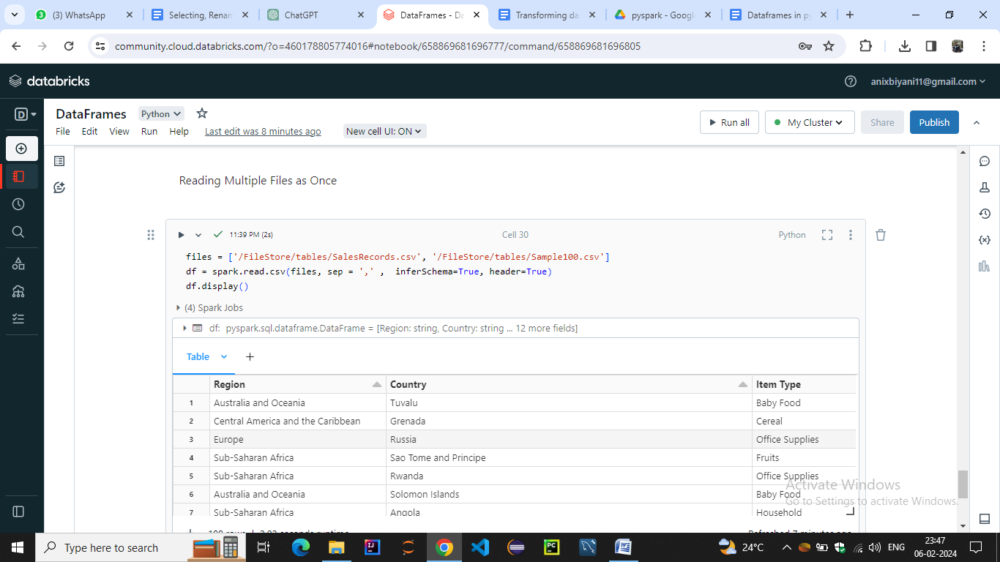 (3) WhatsApp
Selecting, Renam
ChatGPT
DataFrames - Da
Transforming da
pyspark - Googl
Dataframes in py
community.cloud.databricks.com/?o=460178805774016#notebook/658869681696777/command/658869681696805
databricks
anixbiyani11@gmail.com
D
DataFrames
Python
File Edit View Run Help Last edit was 8 minutes ago New cell UI: ON
Run all
My Cluster
Share
Publish
Reading Multiple Files as Once
11:39 PM (2s)
Cell 30
Python
files = ['/FileStore/tables/SalesRecords.csv', '/FileStore/tables/Sample100.csv']
df = spark.read.csv(files, sep = ',' ,  inferSchema=True, header=True)
df.display()
(4) Spark Jobs
df: pyspark.sql.dataframe.DataFrame = [Region: string, Country: string ... 12 more fields]
Table
Region Country Item Type
1 Australia and Oceania Tuvalu Baby Food
2 Central America and the Caribbean Grenada Cereal
3 Europe Russia Office Supplies
4 Sub-Saharan Africa Sao Tome and Principe Fruits
5 Sub-Saharan Africa Rwanda Office Supplies
6 Australia and Oceania Solomon Islands Baby Food
7 Sub-Saharan Africa Angola Household
Activate Windows
Go to Settings to activate Windows.
Refreshed 7 minutes ago
Type here to search
24°C
ENG
23:47
06-02-2024